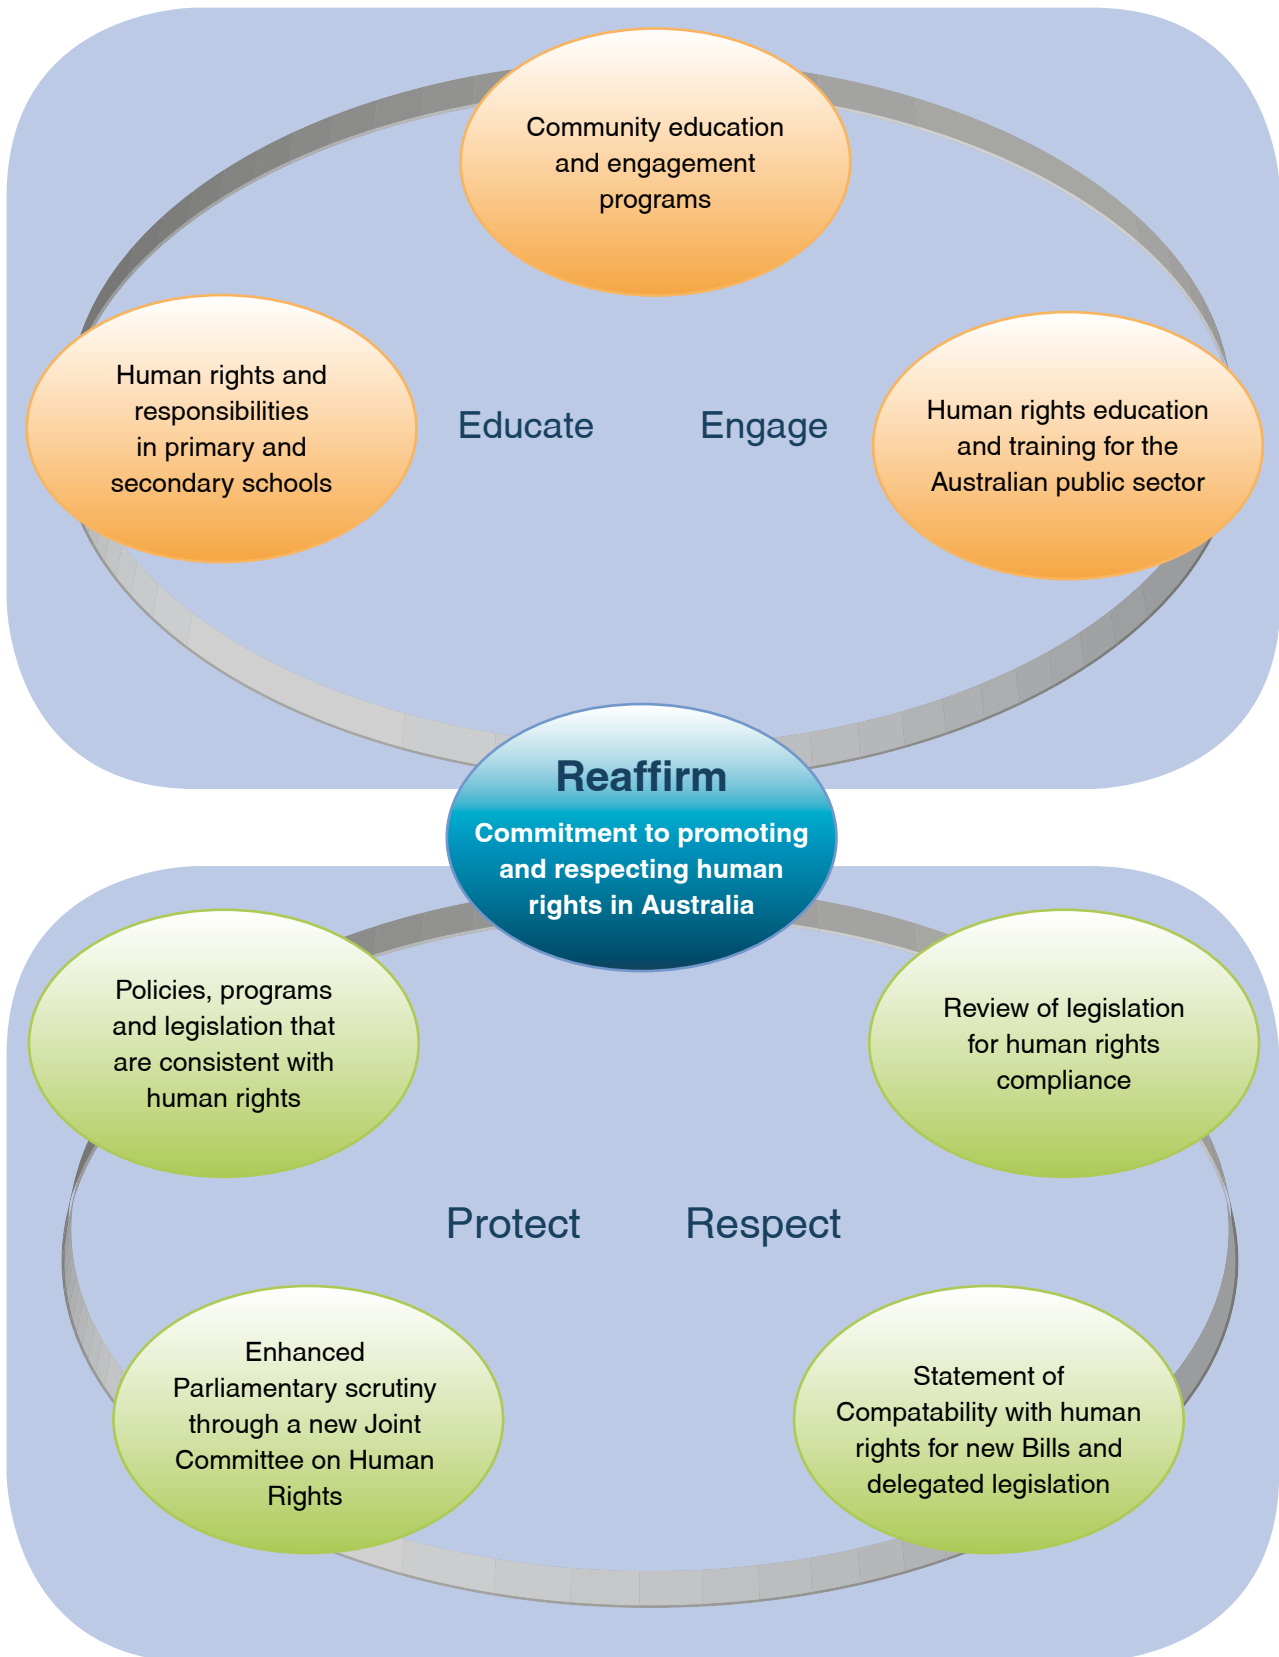 Community education
and engagement
programs
Human rights and
responsibilities
in primary and
secondary schools
Educate
Engage
Human rights education
and training for the
Australian public sector
Reaffirm
Commitment to promoting
and respecting human
rights in Australia
Policies, programs
and legislation that
are consistent with
human rights
Review of legislation
for human rights
compliance
Protect
Respect
Enhanced
Parliamentary scrutiny
through a new Joint
Committee on Human
Rights
Statement of
Compatability with human
rights for new Bills and
delegated legislation